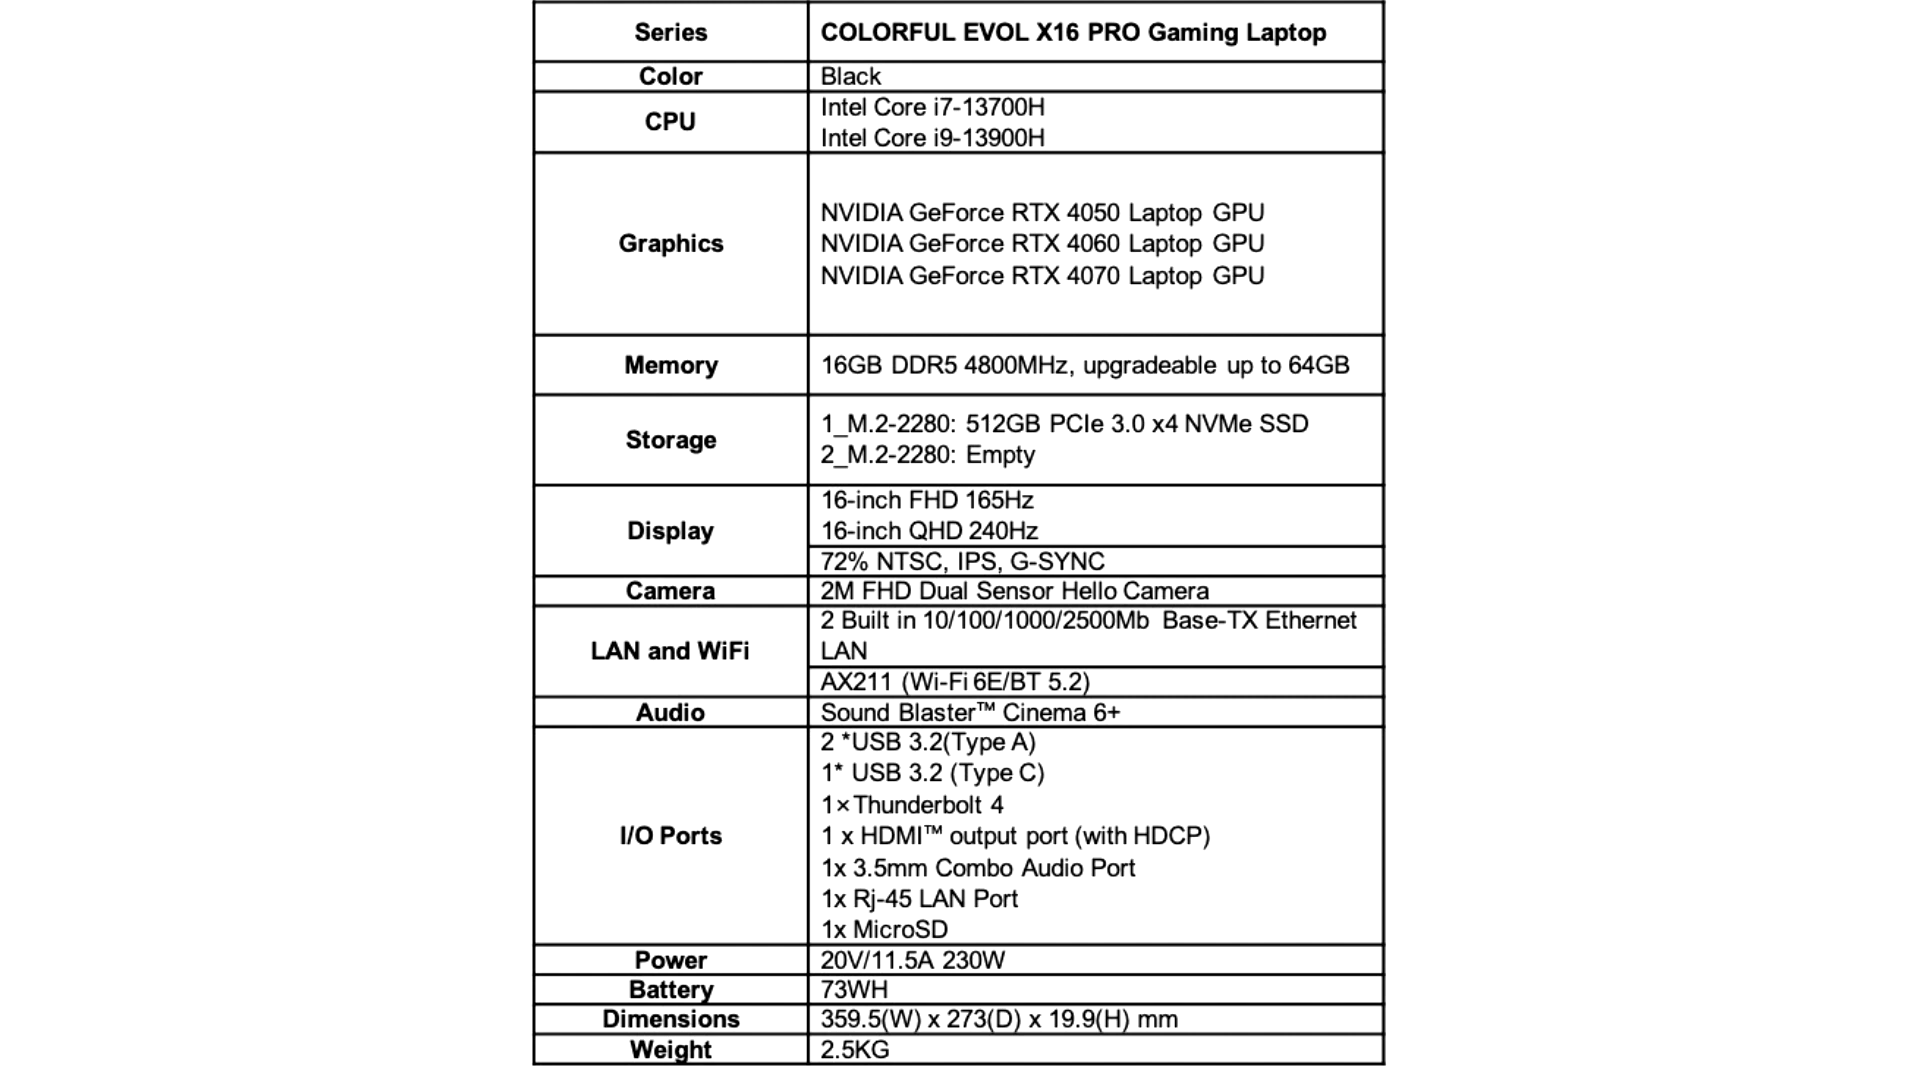 Series COLORFUL EVOL X16 PRO Gaming Laptop
Color Black
CPU Intel Core i7-13700H
Intel Core i9-13900H
Graphics NVIDIA GeForce RTX 4050 Laptop GPU
NVIDIA GeForce RTX 4060 Laptop GPU
NVIDIA GeForce RTX 4070 Laptop GPU
Memory 16GB DDR5 4800MHz, upgradeable up to 64GB
Storage 1_M.2-2280: 512GB PCIe 3.0 x4 NVMe SSD
2_M.2-2280: Empty
Display 16-inch FHD 165Hz
16-inch QHD 240Hz
72% NTSC, IPS, G-SYNC
Camera 2M FHD Dual Sensor Hello Camera
LAN and WiFi 2 Built in 10/100/1000/2500Mb Base-TX Ethernet
LAN
AX211 (Wi-Fi 6E/BT 5.2)
Audio Sound Blaster™ Cinema 6+
I/O Ports 2 *USB 3.2(Type A)
1* USB 3.2 (Type C)
1×Thunderbolt 4
1 x HDMI™ output port (with HDCP)
1x 3.5mm Combo Audio Port
1x Rj-45 LAN Port
1x MicroSD
Power 20V/11.5A 230W
Battery 73WH
Dimensions 359.5(W) x 273(D) x 19.9(H) mm
Weight 2.5KG